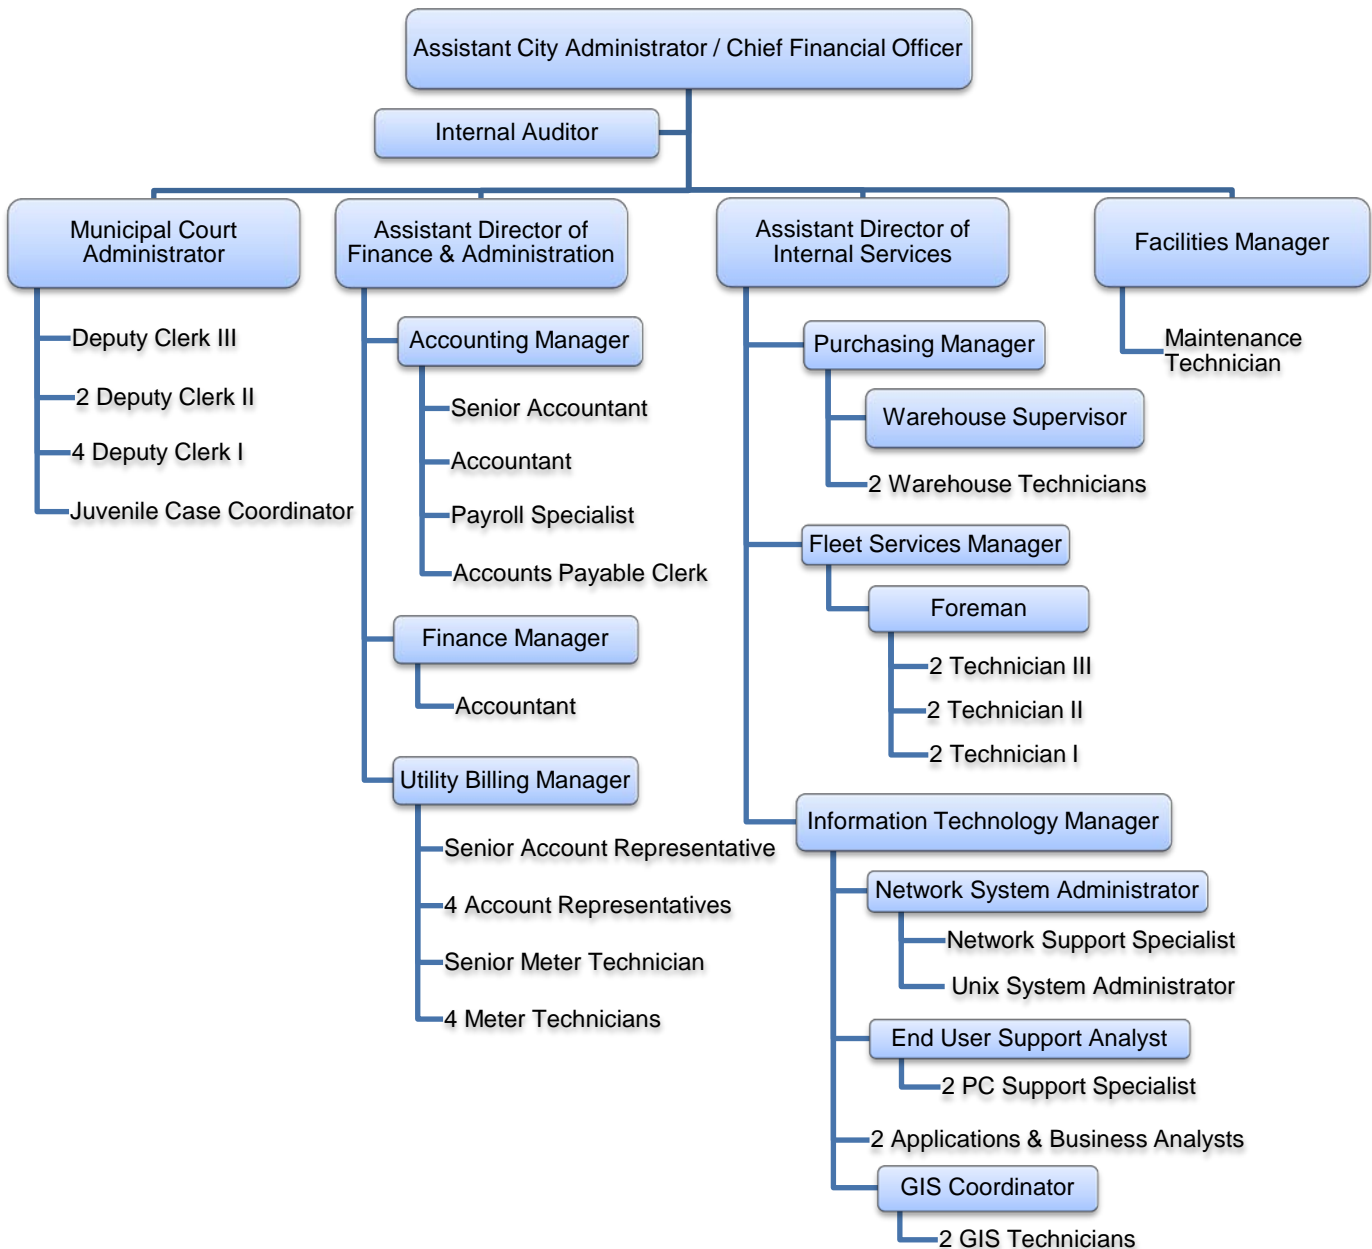 Assistant City Administrator / Chief Financial Officer
Internal Auditor
Municipal Court
Administrator
Deputy Clerk III
2 Deputy Clerk II
4 Deputy Clerk I
Juvenile Case Coordinator
Assistant Director of
Finance & Administration
Accounting Manager
Senior Accountant
Accountant
Payroll Specialist
Accounts Payable Clerk
Finance Manager
Accountant
Utility Billing Manager
Senior Account Representative
4 Account Representatives
Senior Meter Technician
4 Meter Technicians
Assistant Director of
Internal Services
Purchasing Manager
Warehouse Supervisor
2 Warehouse Technicians
Fleet Services Manager
Foreman
2 Technician III
2 Technician II
2 Technician I
Information Technology Manager
Network System Administrator
Network Support Specialist
Unix System Administrator
End User Support Analyst
2 PC Support Specialist
2 Applications & Business Analysts
GIS Coordinator
2 GIS Technicians
Facilities Manager
Maintenance
Technician